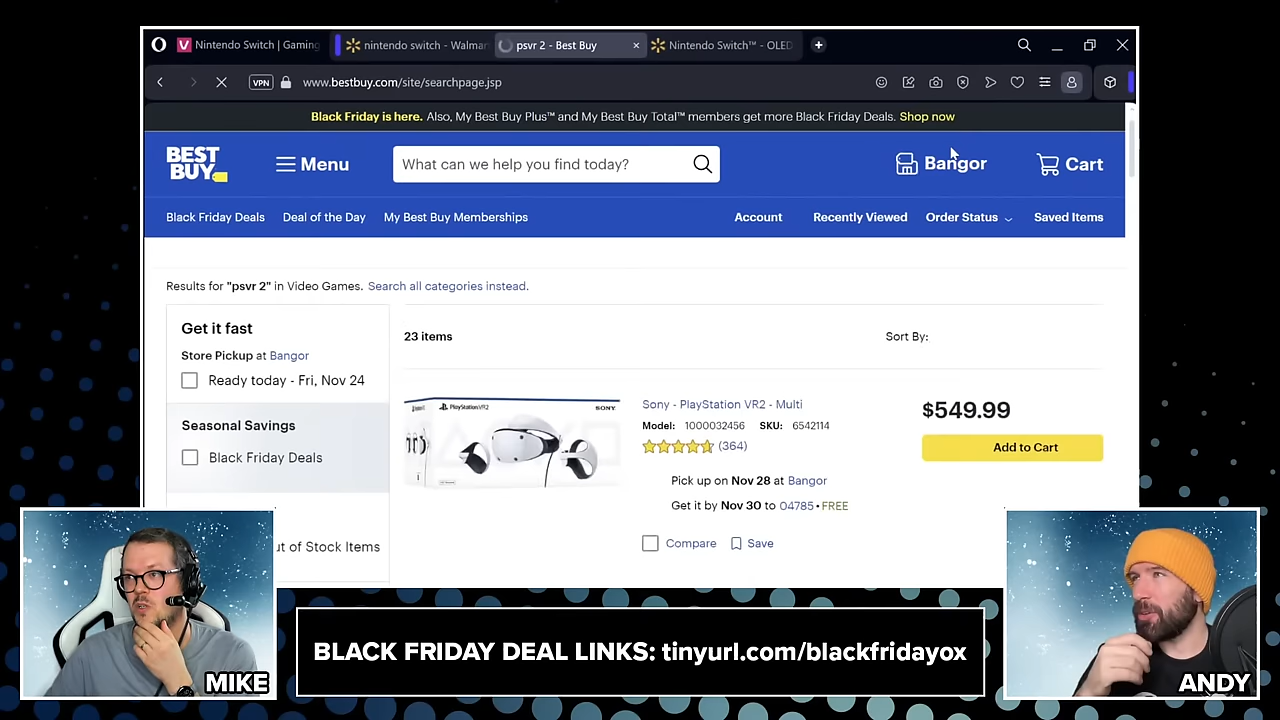 Nintendo Switch | Gaming
nintendo switch - Walmar
psvr 2 - Best Buy
Nintendo Switch™ - OLED
VPN
www.bestbuy.com/site/searchpage.jsp
Black Friday is here. Also, My Best Buy Plus™ and My Best Buy Total™ members get more Black Friday Deals. Shop now
BEST BUY
Menu
What can we help you find today?
Bangor
Cart
Black Friday Deals
Deal of the Day
My Best Buy Memberships
Account
Recently Viewed
Order Status
Saved Items
Results for "psvr 2" in Video Games. Search all categories instead.
Get it fast
Store Pickup at Bangor
Ready today - Fri, Nov 24
Seasonal Savings
Black Friday Deals
ut of Stock Items
23 items
Sort By:
PlayStation VR2
SONY
Sony - PlayStation VR2 - Multi
Model: 1000032456 SKU: 6542114
(364)
Pick up on Nov 28 at Bangor
Get it by Nov 30 to 04785 • FREE
Compare
Save
$549.99
Add to Cart
MIKE
BLACK FRIDAY DEAL LINKS: tinyurl.com/blackfridayox
ANDY